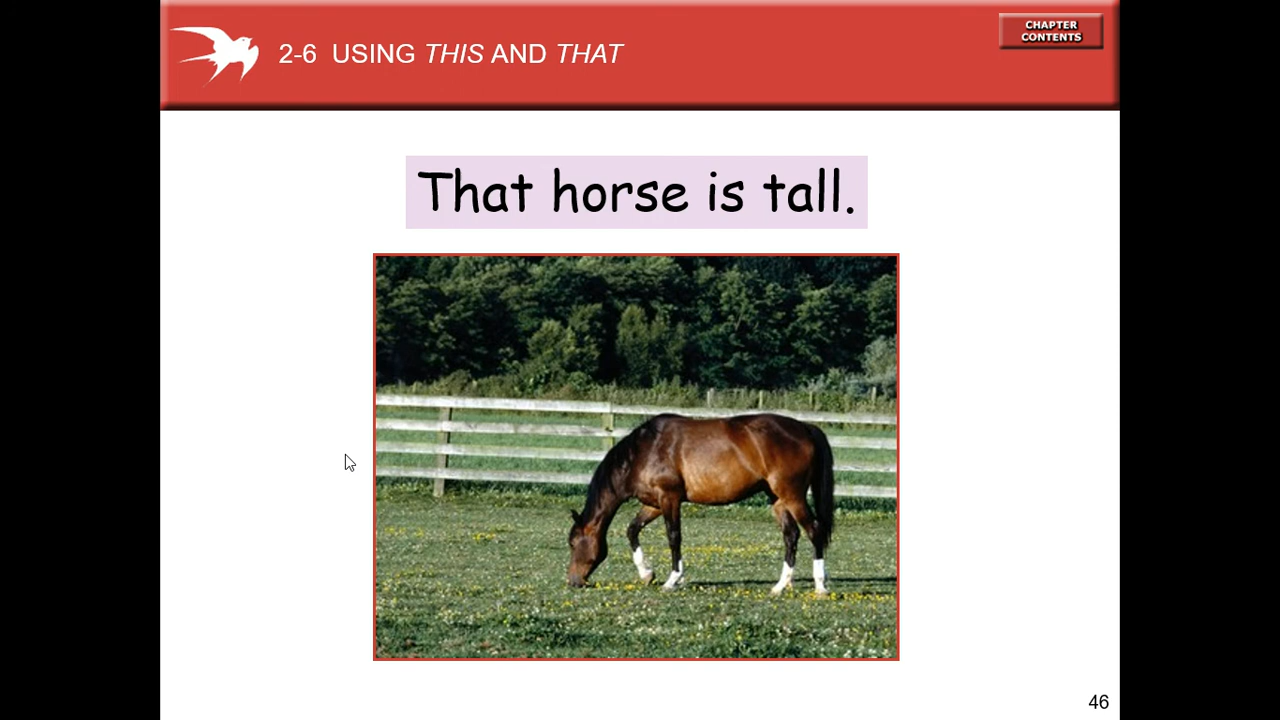 2-6 USING THIS AND THAT
CHAPTER
CONTENTS
That horse is tall.
46